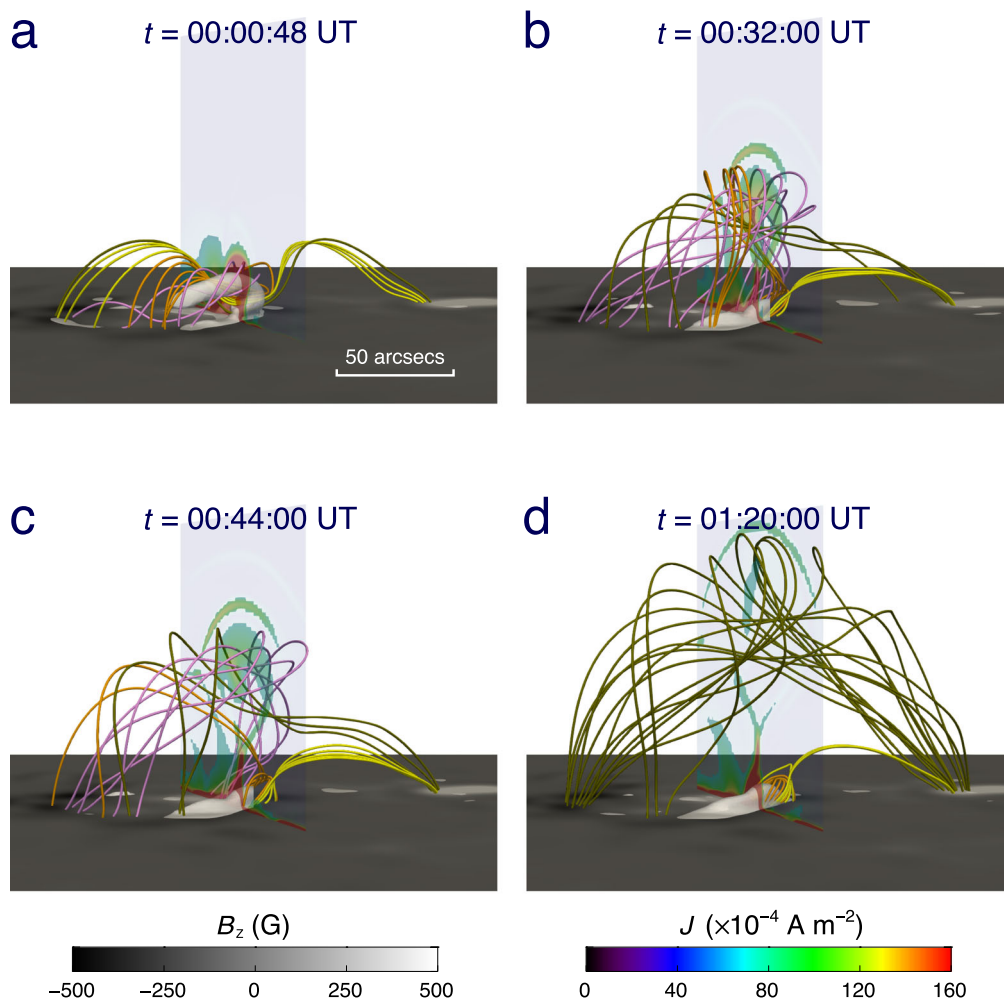 a
t = 00:00:48 UT
b
t = 00:32:00 UT
50 arcsecs
c
t = 00:44:00 UT
d
t = 01:20:00 UT
Bz (G)
−500 −250 0 250 500
J (×10⁻⁴ A m⁻²)
0 40 80 120 160